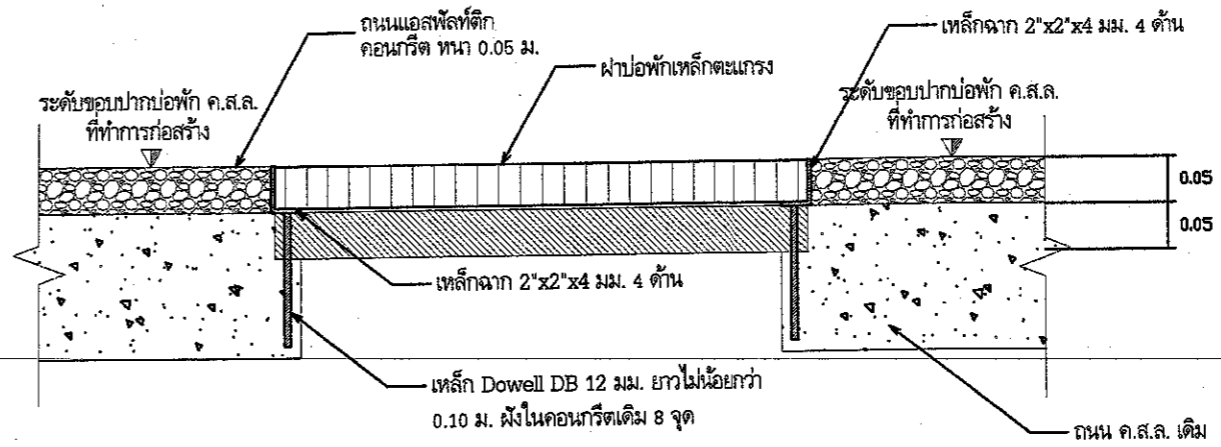 ถนนแอสฟัลท์ติก
คอนกรีต หนา 0.05 ม.
เหล็กฉาก 2"x2"x4 มม. 4 ด้าน
ฝาบ่อพักเหล็กตะแกรง
ระดับขอบปากบ่อพัก ค.ส.ล.
ที่ทำการก่อสร้าง
ระดับขอบปากบ่อพัก ค.ส.ล.
ที่ทำการก่อสร้าง
0.05
0.05
เหล็กฉาก 2"x2"x4 มม. 4 ด้าน
เหล็ก Dowell DB 12 มม. ยาวไม่น้อยกว่า
0.10 ม. ฝังในคอนกรีตเดิม 8 จุด
ถนน ค.ส.ล. เดิม